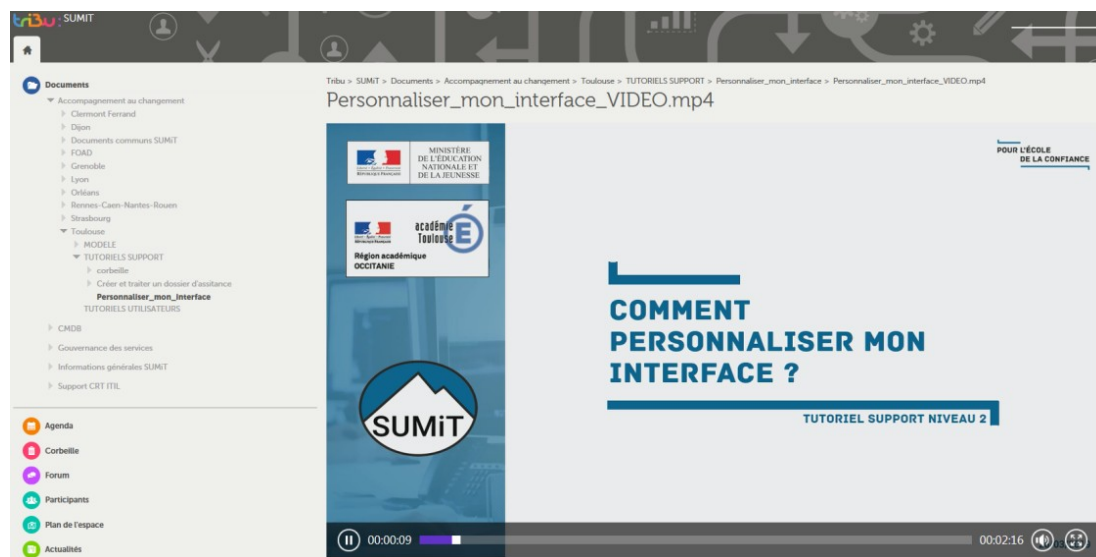 tribu : SUMIT
Documents
Accompagnement au changement
Clermont Ferrand
Dijon
Documents communs SUMiT
FOAD
Grenoble
Lyon
Orléans
Rennes-Caen-Nantes-Rouen
Strasbourg
Toulouse
MODELE
TUTORIELS SUPPORT
corbeille
Créer et traiter un dossier d'assitance
Personnaliser_mon_interface
TUTORIELS UTILISATEURS
CMDB
Gouvernance des services
Informations générales SUMiT
Support CRT ITIL
Agenda
Corbeille
Forum
Participants
Plan de l'espace
Actualités
Tribu > SUMiT > Documents > Accompagnement au changement > Toulouse > TUTORIELS SUPPORT > Personnaliser_mon_interface > Personnaliser_mon_interface_VIDEO.mp4
Personnaliser_mon_interface_VIDEO.mp4
MINISTÈRE
DE L'ÉDUCATION
NATIONALE ET
DE LA JEUNESSE
POUR L'ÉCOLE
DE LA CONFIANCE
académie
Toulouse
Région académique
OCCITANIE
COMMENT
PERSONNALISER MON
INTERFACE ?
TUTORIEL SUPPORT NIVEAU 2
SUMiT
00:00:09
00:02:16